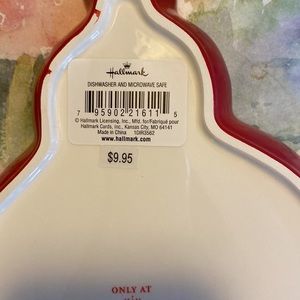 Hallmark
DISHWASHER AND MICROWAVE SAFE
7 95902 21611 5
© Hallmark Licensing, Inc., Mfd. for/Fabriqué pour
Hallmark Cards, Inc., Kansas City, MO 64141
Made in China 1DIR3562
www.hallmark.com
$9.95
ONLY AT